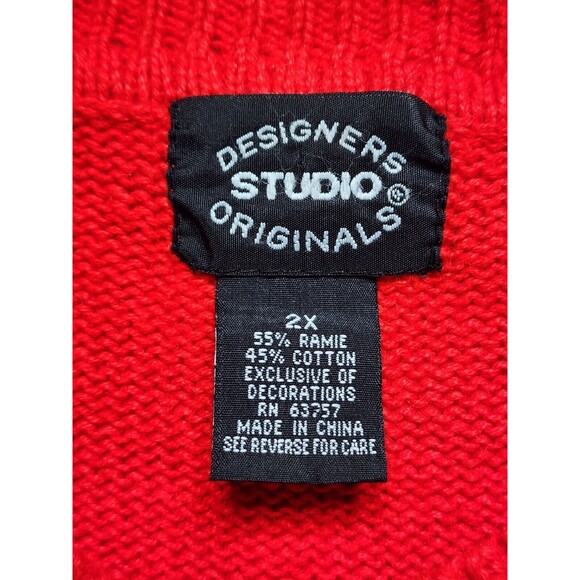 DESIGNERS
STUDIO®
ORIGINALS
2X
55% RAMIE
45% COTTON
EXCLUSIVE OF
DECORATIONS
RN 63757
MADE IN CHINA
SEE REVERSE FOR CARE